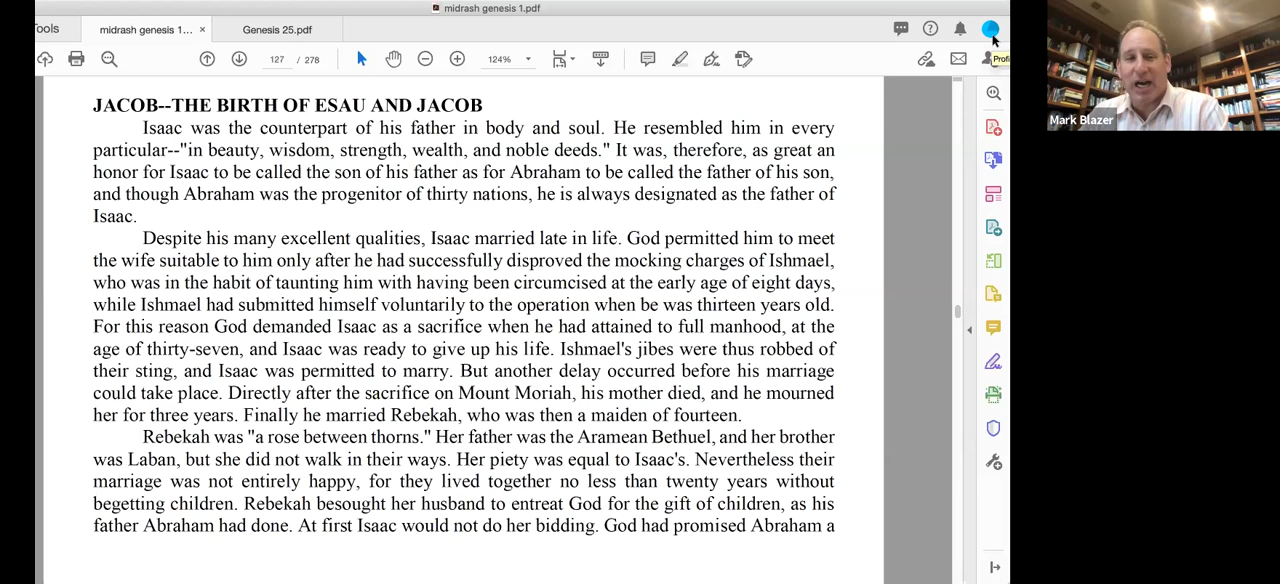 midrash genesis 1.pdf
ools
midrash genesis 1... ×
Genesis 25.pdf
127 / 278
124%
Profi
Mark Blazer
JACOB--THE BIRTH OF ESAU AND JACOB
Isaac was the counterpart of his father in body and soul. He resembled him in every
particular--"in beauty, wisdom, strength, wealth, and noble deeds." It was, therefore, as great an
honor for Isaac to be called the son of his father as for Abraham to be called the father of his son,
and though Abraham was the progenitor of thirty nations, he is always designated as the father of
Isaac.
Despite his many excellent qualities, Isaac married late in life. God permitted him to meet
the wife suitable to him only after he had successfully disproved the mocking charges of Ishmael,
who was in the habit of taunting him with having been circumcised at the early age of eight days,
while Ishmael had submitted himself voluntarily to the operation when be was thirteen years old.
For this reason God demanded Isaac as a sacrifice when he had attained to full manhood, at the
age of thirty-seven, and Isaac was ready to give up his life. Ishmael's jibes were thus robbed of
their sting, and Isaac was permitted to marry. But another delay occurred before his marriage
could take place. Directly after the sacrifice on Mount Moriah, his mother died, and he mourned
her for three years. Finally he married Rebekah, who was then a maiden of fourteen.
Rebekah was "a rose between thorns." Her father was the Aramean Bethuel, and her brother
was Laban, but she did not walk in their ways. Her piety was equal to Isaac's. Nevertheless their
marriage was not entirely happy, for they lived together no less than twenty years without
begetting children. Rebekah besought her husband to entreat God for the gift of children, as his
father Abraham had done. At first Isaac would not do her bidding. God had promised Abraham a